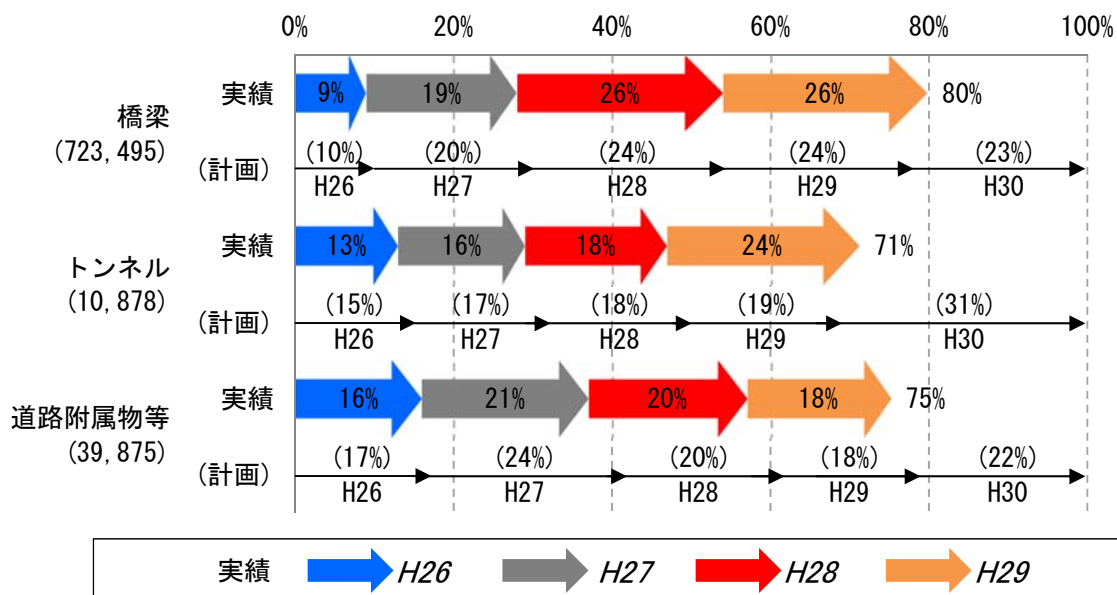 0% 20% 40% 60% 80% 100%
実績 9% 19% 26% 26% 80%
橋梁
(723,495)
(計画) (10%) (20%) (24%) (24%) (23%)
H26 H27 H28 H29 H30
実績 13% 16% 18% 24% 71%
トンネル
(10,878)
(計画) (15%) (17%) (18%) (19%) (31%)
H26 H27 H28 H29 H30
実績 16% 21% 20% 18% 75%
道路附属物等
(39,875)
(計画) (17%) (24%) (20%) (18%) (22%)
H26 H27 H28 H29 H30
実績 H26 H27 H28 H29